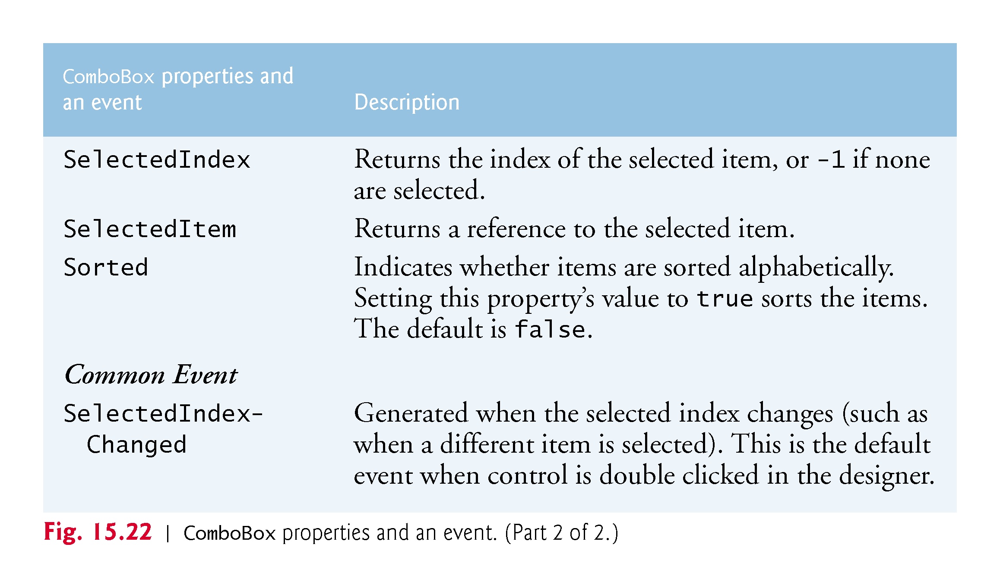 ComboBox properties and
an event Description
SelectedIndex Returns the index of the selected item, or -1 if none
are selected.
SelectedItem Returns a reference to the selected item.
Sorted Indicates whether items are sorted alphabetically.
Setting this property’s value to true sorts the items.
The default is false.
Common Event
SelectedIndex- Generated when the selected index changes (such as
Changed when a different item is selected). This is the default
event when control is double clicked in the designer.
Fig. 15.22 | ComboBox properties and an event. (Part 2 of 2.)